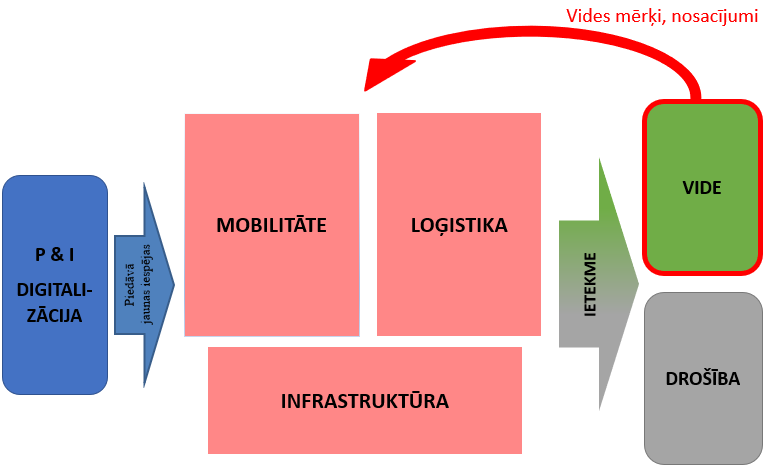 Vides mērķi, nosacījumi
P & I
DIGITALI-
ZĀCIJA
Piedāvā
jaunas iespējas
MOBILITĀTE
LOĢISTIKA
INFRASTRUKTŪRA
IETEKME
VIDE
DROŠĪBA